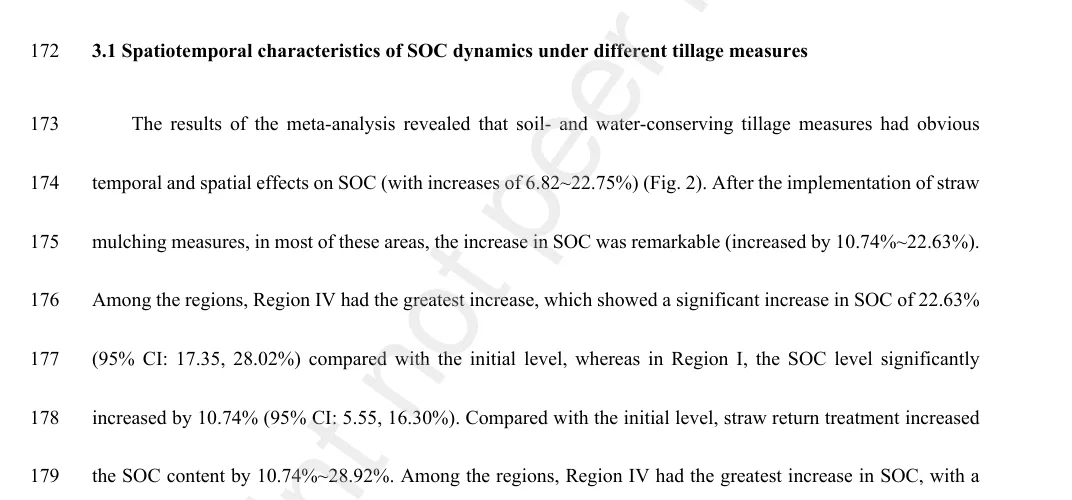 172 3.1 Spatiotemporal characteristics of SOC dynamics under different tillage measures
173 The results of the meta-analysis revealed that soil- and water-conserving tillage measures had obvious
174 temporal and spatial effects on SOC (with increases of 6.82~22.75%) (Fig. 2). After the implementation of straw
175 mulching measures, in most of these areas, the increase in SOC was remarkable (increased by 10.74%~22.63%).
176 Among the regions, Region IV had the greatest increase, which showed a significant increase in SOC of 22.63%
177 (95% CI: 17.35, 28.02%) compared with the initial level, whereas in Region I, the SOC level significantly
178 increased by 10.74% (95% CI: 5.55, 16.30%). Compared with the initial level, straw return treatment increased
179 the SOC content by 10.74%~28.92%. Among the regions, Region IV had the greatest increase in SOC, with a
not peer